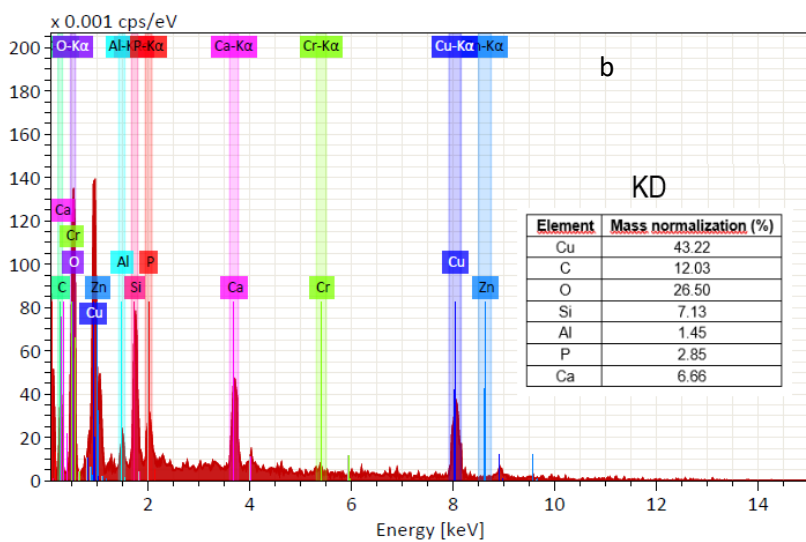 x 0.001 cps/eV
O-Kα Al-K P-Kα Ca-Kα Cr-Kα Cu-Kα n-Kα
200
180
160
140
120
100
80
60
40
20
0
b
Ca
Cr
O Al P Cu Zn
C Zn Si Ca Cr Zn
Cu
KD
Element Mass normalization (%)
Cu 43.22
C 12.03
O 26.50
Si 7.13
Al 1.45
P 2.85
Ca 6.66
2 4 6 8 10 12 14
Energy [keV]